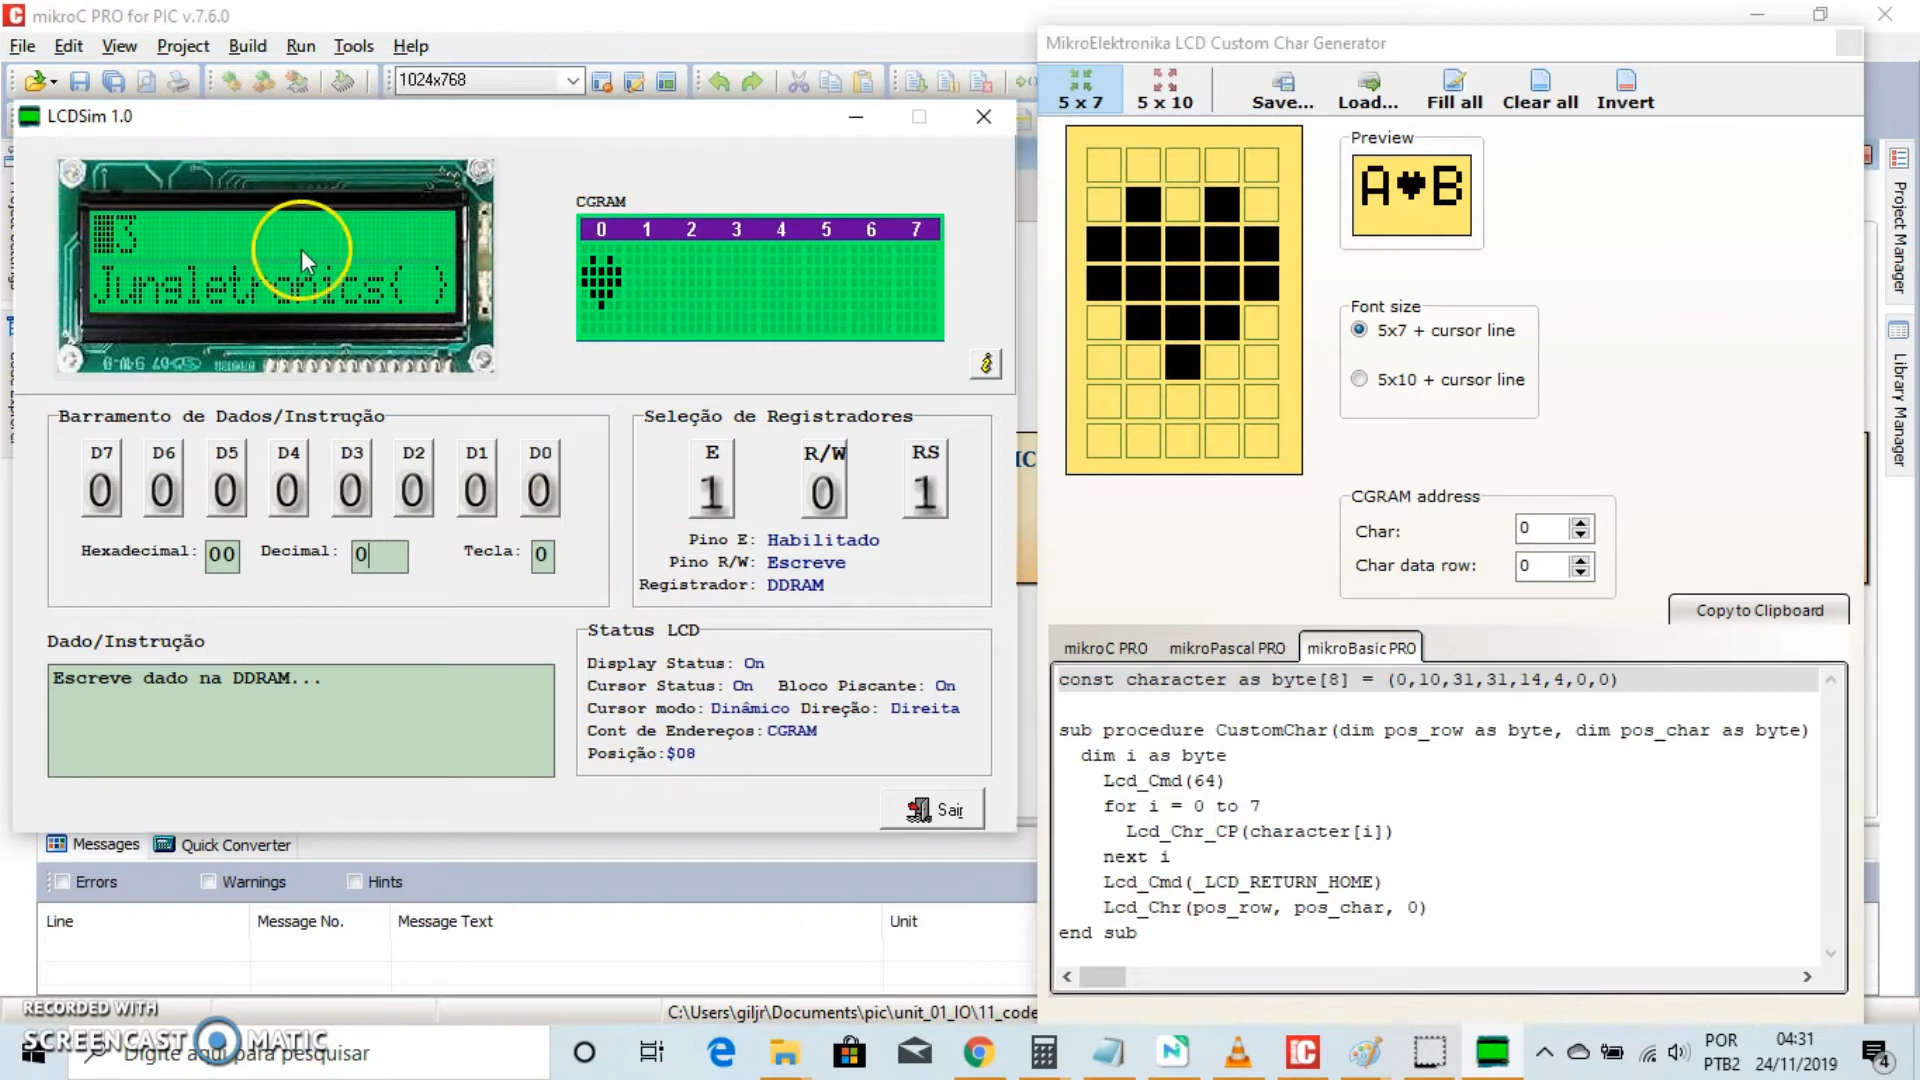 mikroC PRO for PIC v.7.6.0
File Edit View Project Build Run Tools Help
1024x768
LCDSim 1.0
3
Jungletronics( )
CGRAM
0 1 2 3 4 5 6 7
Barramento de Dados/Instrução
D7 D6 D5 D4 D3 D2 D1 D0
0 0 0 0 0 0 0 0
Hexadecimal: 00 Decimal: 0 Tecla: 0
Seleção de Registradores
E R/W RS
1 0 1
Pino E: Habilitado
Pino R/W: Escreve
Registrador: DDRAM
Dado/Instrução
Escreve dado na DDRAM...
Status LCD
Display Status: On
Cursor Status: On Bloco Piscante: On
Cursor modo: Dinâmico Direção: Direita
Cont de Endereços: CGRAM
Posição:$08
Sair
MikroElektronika LCD Custom Char Generator
5 x 7 5 x 10 Save... Load... Fill all Clear all Invert
Preview
A♥B
Font size
5x7 + cursor line
5x10 + cursor line
CGRAM address
Char: 0
Char data row: 0
Copy to Clipboard
mikroC PRO mikroPascal PRO mikroBasic PRO
const character as byte[8] = (0,10,31,31,14,4,0,0)
sub procedure CustomChar(dim pos_row as byte, dim pos_char as byte)
dim i as byte
Lcd_Cmd(64)
for i = 0 to 7
Lcd_Chr_CP(character[i])
next i
Lcd_Cmd(_LCD_RETURN_HOME)
Lcd_Chr(pos_row, pos_char, 0)
end sub
Project Manager
Library Manager
IC
Messages Quick Converter
Errors Warnings Hints
Line Message No. Message Text Unit
C:\Users\giljr\Documents\pic\unit_01_IO\11_code
RECORDED WITH
SCREENCAST MATIC
Digite aqui para pesquisar
POR
PTB2
04:31
24/11/2019
4